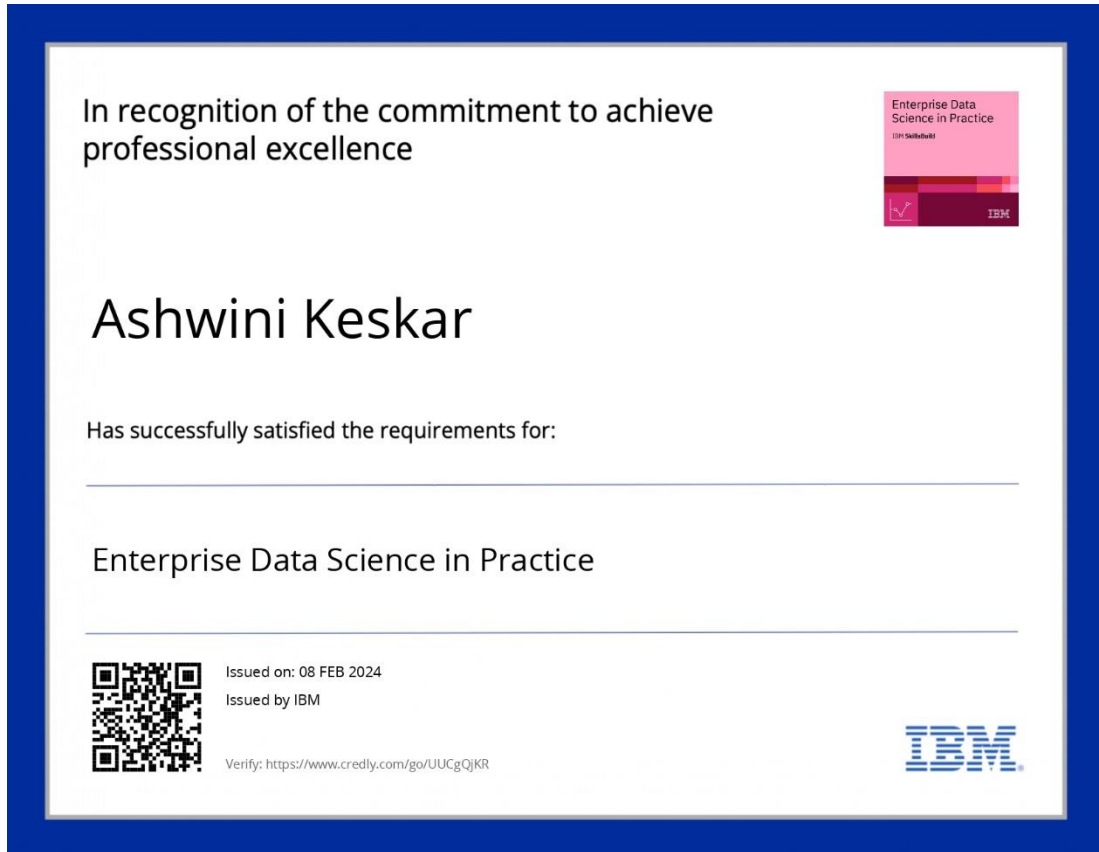 In recognition of the commitment to achieve
professional excellence
Enterprise Data
Science in Practice
IBM SkillsBuild
IBM
Ashwini Keskar
Has successfully satisfied the requirements for:
Enterprise Data Science in Practice
Issued on: 08 FEB 2024
Issued by IBM
Verify: https://www.credly.com/go/UUCgQjKR
IBM.